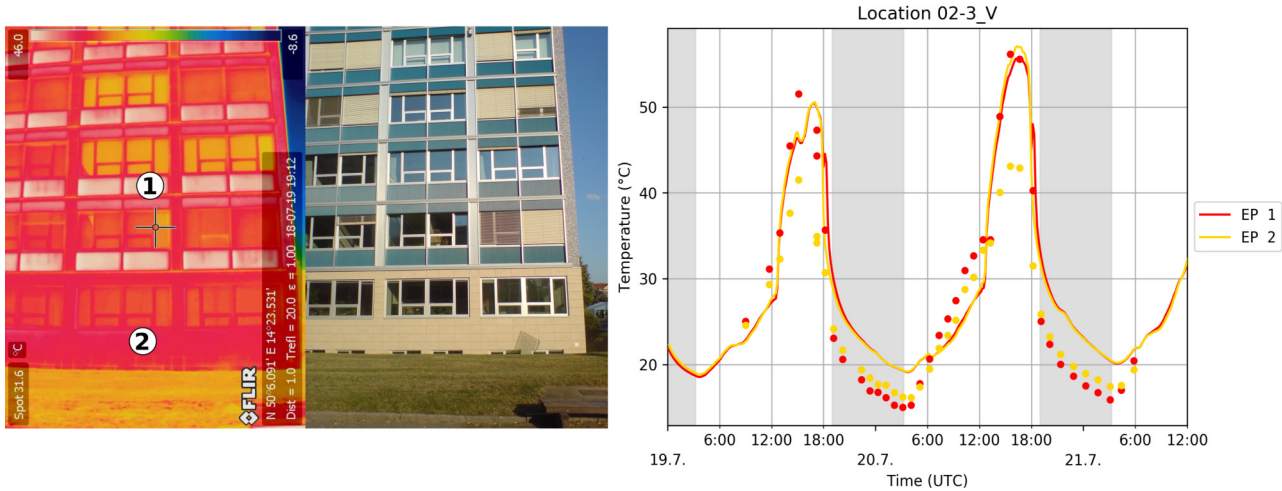 46.0
-8.6
1
2
Spot 31.6 °C
FLIR
N 50°6.091' E 14°23.531'
Dist = 1.0 Trefl = 20.0 ε = 1.00 18-07-19 19:12
Location 02-3_V
Temperature (°C)
50
40
30
20
6:00 12:00 18:00 6:00 12:00 18:00 6:00 12:00
19.7. 20.7. 21.7.
Time (UTC)
EP 1
EP 2